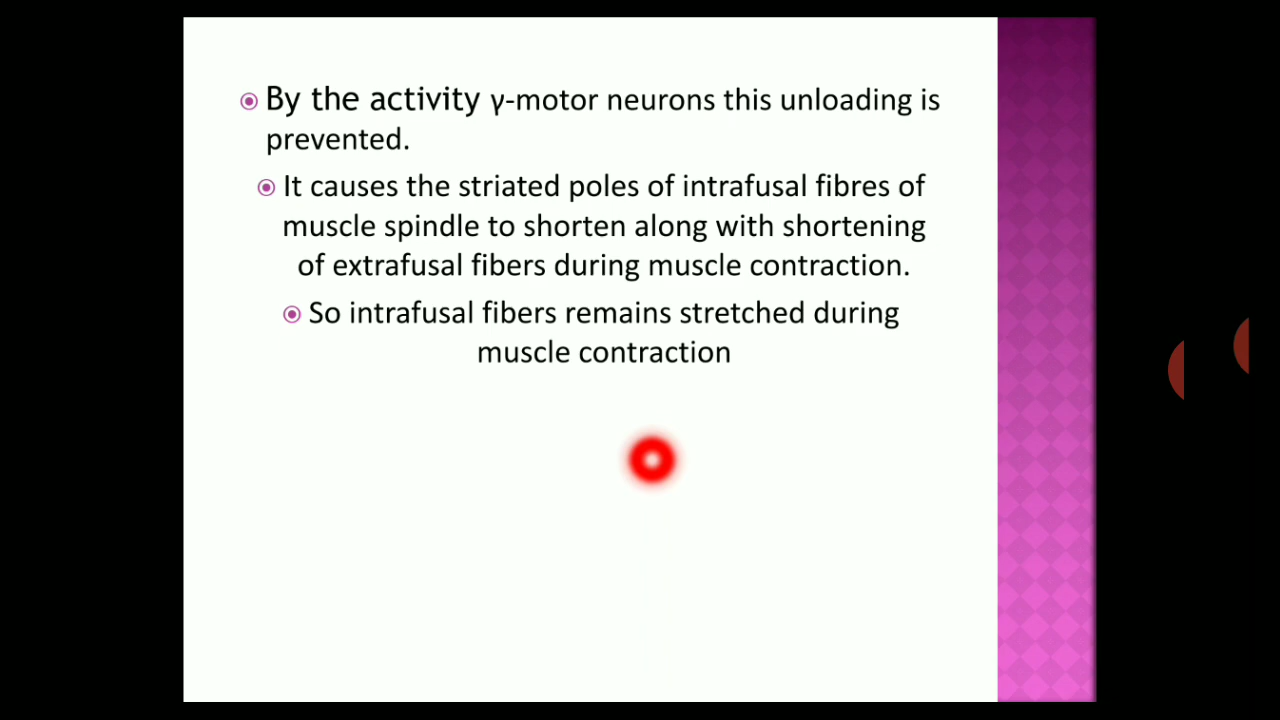 By the activity γ-motor neurons this unloading is
prevented.
It causes the striated poles of intrafusal fibres of
muscle spindle to shorten along with shortening
of extrafusal fibers during muscle contraction.
So intrafusal fibers remains stretched during
muscle contraction